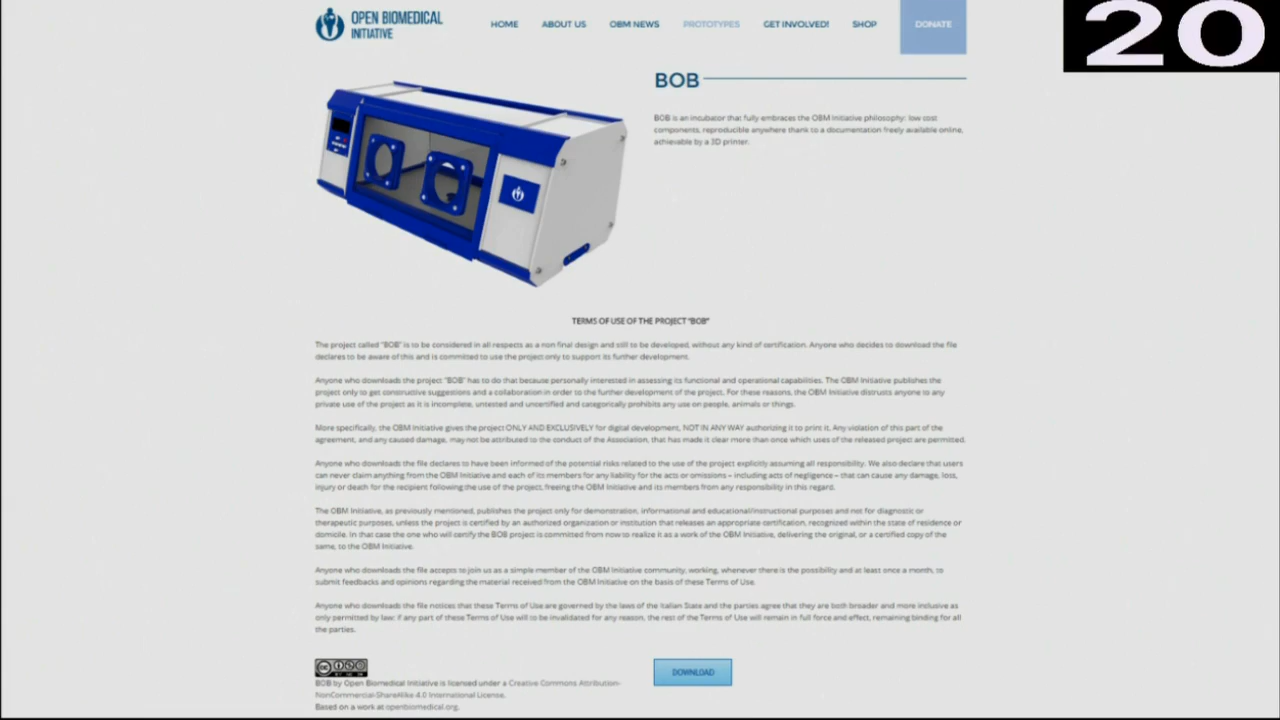 OPEN BIOMEDICAL
INITIATIVE
HOME ABOUT US OBM NEWS PROTOTYPES GET INVOLVED! SHOP DONATE
20
BOB
BOB is an incubator that fully embraces the OBM Initiative philosophy: low cost
components, reproducible anywhere thank to a documentation freely available online,
achievable by a 3D printer.
TERMS OF USE OF THE PROJECT "BOB"
The project called "BOB" is to be considered in all respects as a non final design and still to be developed, without any kind of certification. Anyone who decides to download the file
declares to be aware of this and is committed to use the project only to support its further development.
Anyone who downloads the project "BOB" has to do that because personally interested in assessing its functional and operational capabilities. The OBM Initiative publishes the
project only to get constructive suggestions and a collaboration in order to the further development of the project. For these reasons, the OBM Initiative distrusts anyone to any
private use of the project as it is incomplete, untested and uncertified and categorically prohibits any use on people, animals or things.
More specifically, the OBM Initiative gives the project ONLY AND EXCLUSIVELY for digital development, NOT IN ANY WAY authorizing it to print it. Any violation of this part of the
agreement, and any caused damage, may not be attributed to the conduct of the Association, that has made it clear more than once which uses of the released project are permitted.
Anyone who downloads the file declares to have been informed of the potential risks related to the use of the project explicitly assuming all responsibility. We also declare that users
can never claim anything from the OBM Initiative and each of its members for any liability for the acts or omissions – including acts of negligence – that can cause any damage, loss,
injury or death for the recipient following the use of the project, freeing the OBM Initiative and its members from any responsibility in this regard.
The OBM Initiative, as previously mentioned, publishes the project only for demonstration, informational and educational/instructional purposes and not for diagnostic or
therapeutic purposes, unless the project is certified by an authorized organization or institution that releases an appropriate certification, recognized within the state of residence or
domicile. In that case the one who will certify the BOB project is committed from now to realize it as a work of the OBM Initiative, delivering the original, or a certified copy of the
same, to the OBM Initiative.
Anyone who downloads the file accepts to join us as a simple member of the OBM Initiative community, working, whenever there is the possibility and at least once a month, to
submit feedbacks and opinions regarding the material received from the OBM Initiative on the basis of these Terms of Use.
Anyone who downloads the file notices that these Terms of Use are governed by the laws of the Italian State and the parties agree that they are both broader and more inclusive as
only permitted by law: if any part of these Terms of Use will to be invalidated for any reason, the rest of the Terms of Use will remain in full force and effect, remaining binding for all
the parties.
DOWNLOAD
BOB by Open Biomedical Initiative is licensed under a Creative Commons Attribution-
NonCommercial-ShareAlike 4.0 International License.
Based on a work at openbiomedical.org.